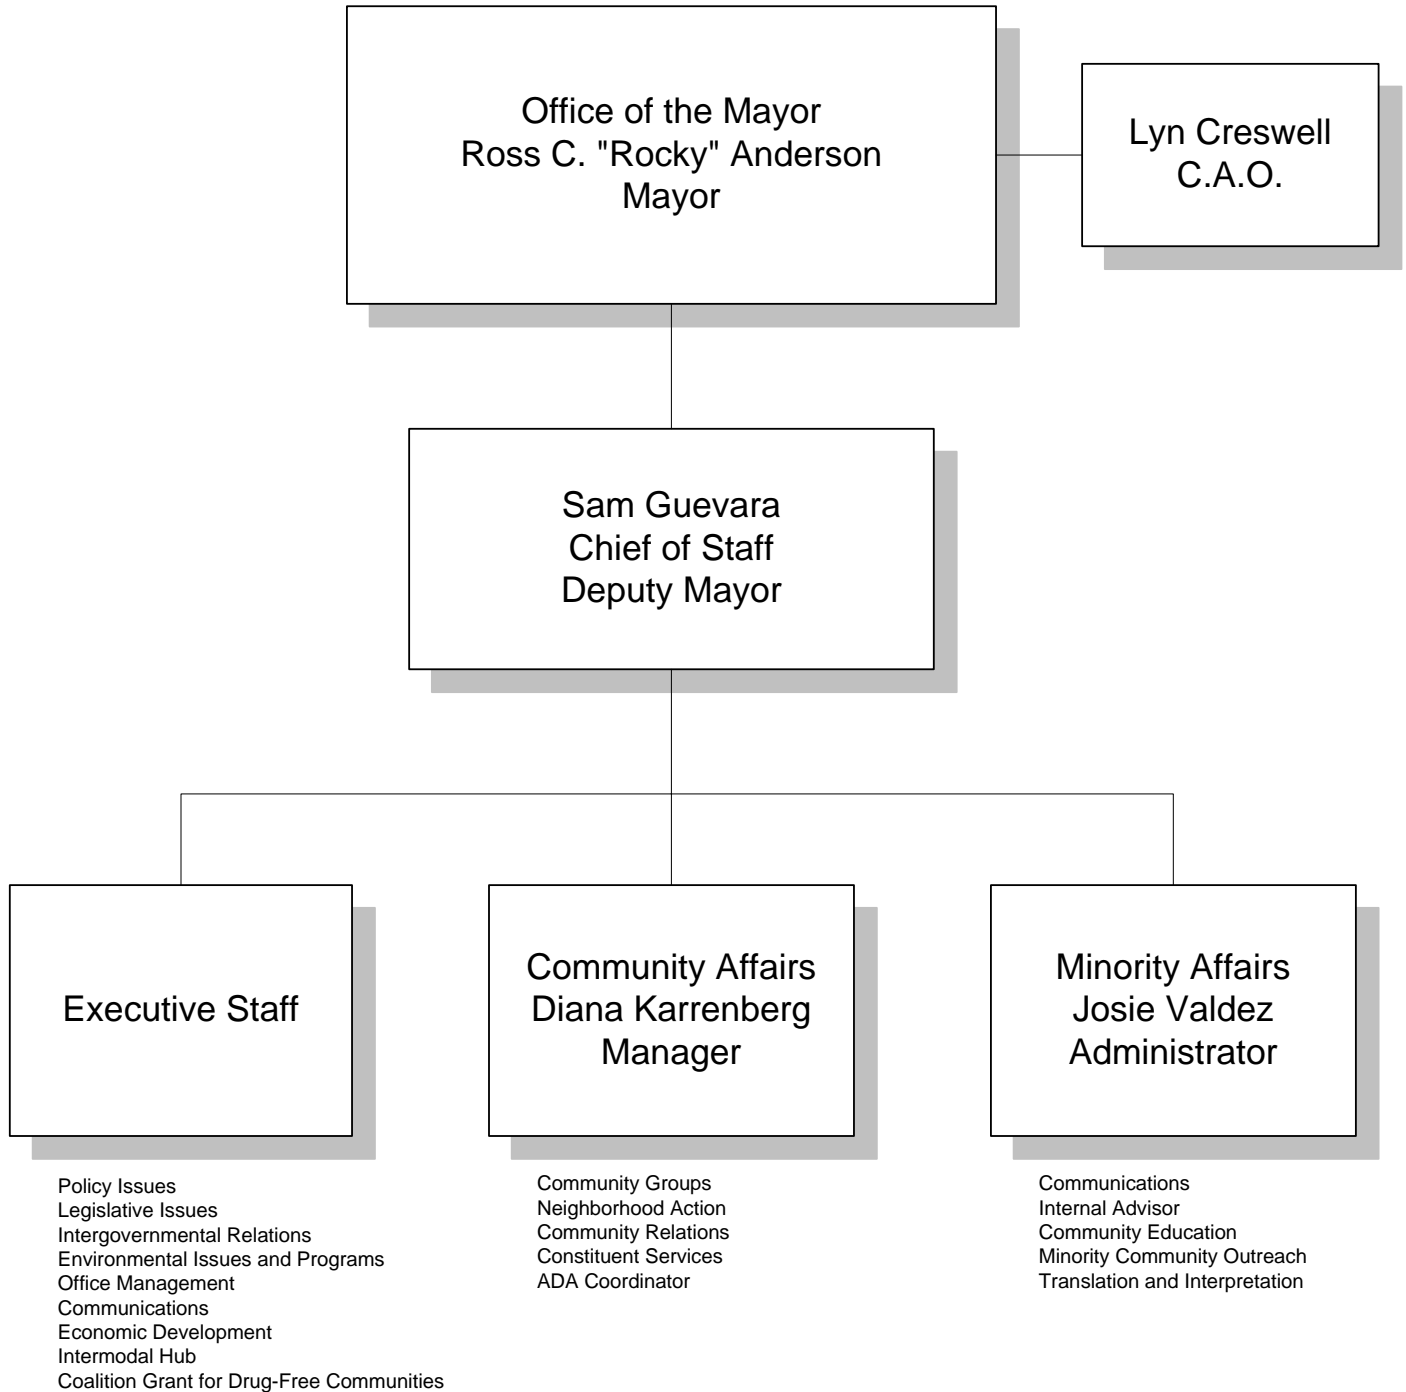 Office of the Mayor
Ross C. "Rocky" Anderson
Mayor
Lyn Creswell
C.A.O.
Sam Guevara
Chief of Staff
Deputy Mayor
Executive Staff
Policy Issues
Legislative Issues
Intergovernmental Relations
Environmental Issues and Programs
Office Management
Communications
Economic Development
Intermodal Hub
Coalition Grant for Drug-Free Communities
Community Affairs
Diana Karrenberg
Manager
Community Groups
Neighborhood Action
Community Relations
Constituent Services
ADA Coordinator
Minority Affairs
Josie Valdez
Administrator
Communications
Internal Advisor
Community Education
Minority Community Outreach
Translation and Interpretation